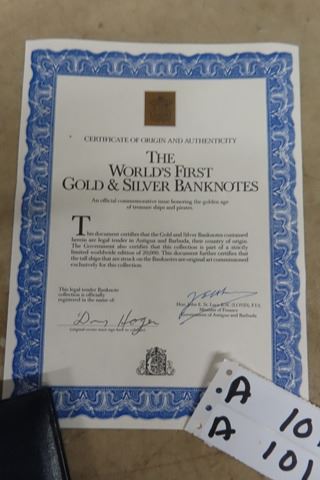 CERTIFICATE OF ORIGIN AND AUTHENTICITY
THE
WORLD'S FIRST
GOLD & SILVER BANKNOTES
An official commemorative issue honoring the golden age
of treasure ships and pirates.
This document certifies that the Gold and Silver Banknotes contained
herein are legal tender in Antigua and Barbuda, their country of origin.
The Government also certifies that this collection is part of a strictly
limited worldwide edition of 20,000. This document further certifies that
the tall ships that are struck on the Banknotes are original art commissioned
exclusively for this collection.
This legal tender Banknote
collection is officially
registered in the name of:
Hon. John E. St. Luce
Minister of Finance
Government of Antigua and Barbuda
A 101
A 101